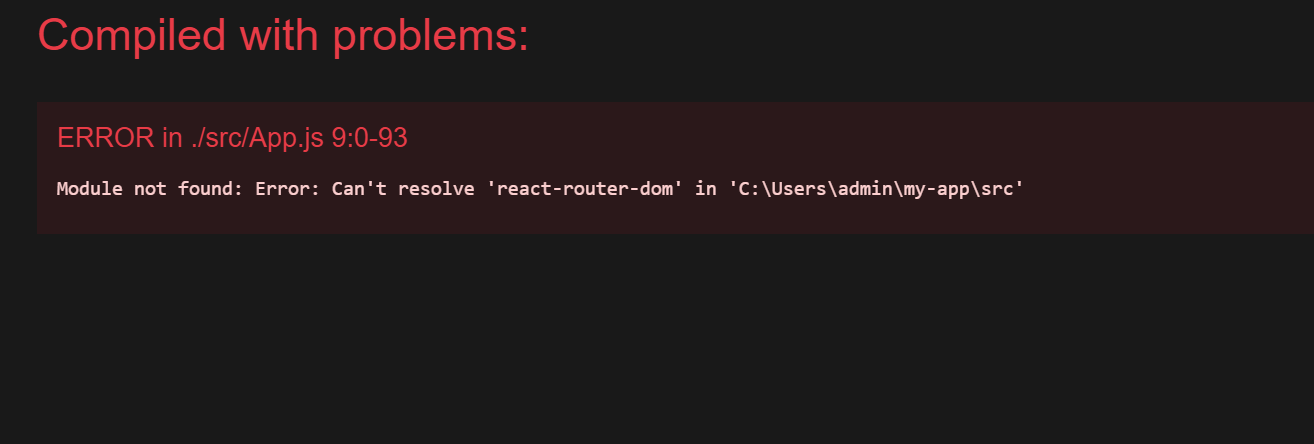 Compiled with problems:
ERROR in ./src/App.js 9:0-93
Module not found: Error: Can't resolve 'react-router-dom' in 'C:\Users\admin\my-app\src'